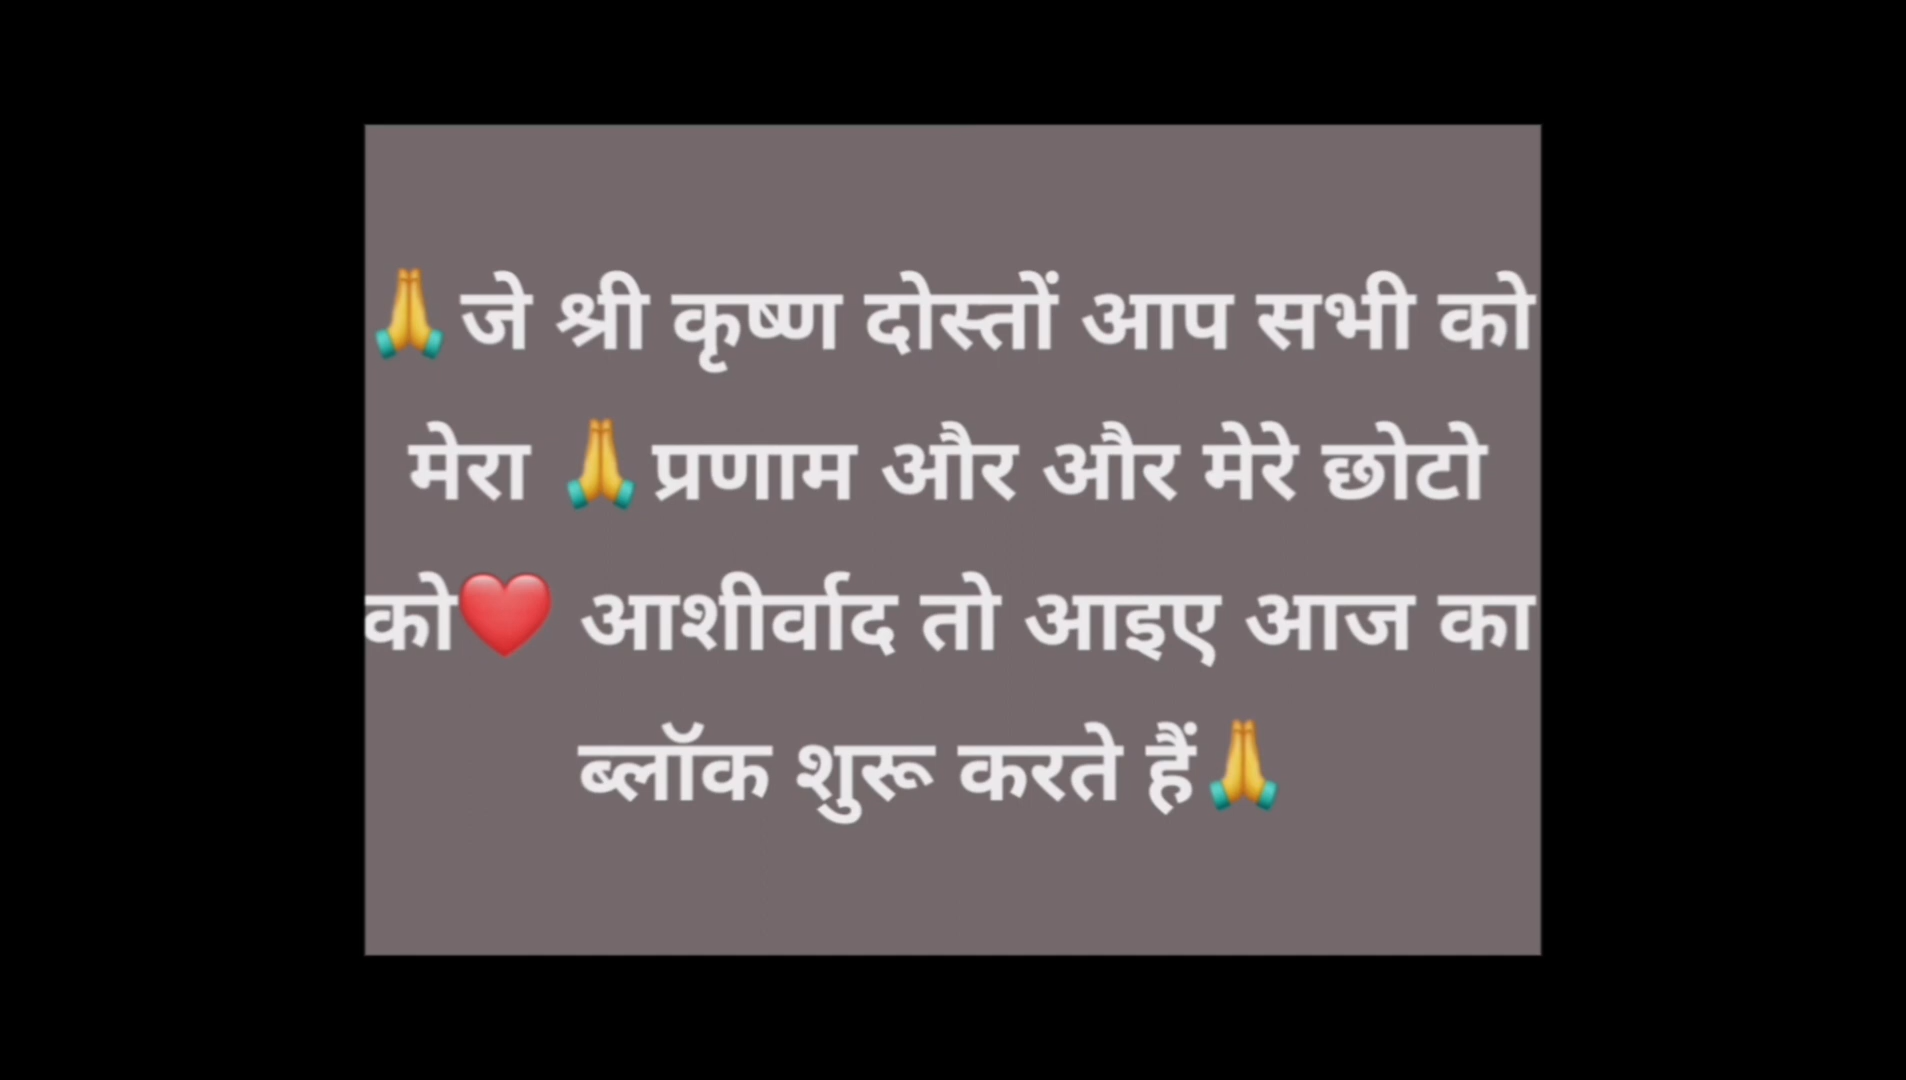 🙏जे श्री कृष्ण दोस्तों आप सभी को
मेरा 🙏प्रणाम और और मेरे छोटो
को❤️ आशीर्वाद तो आइए आज का
ब्लॉक शुरू करते हैं🙏